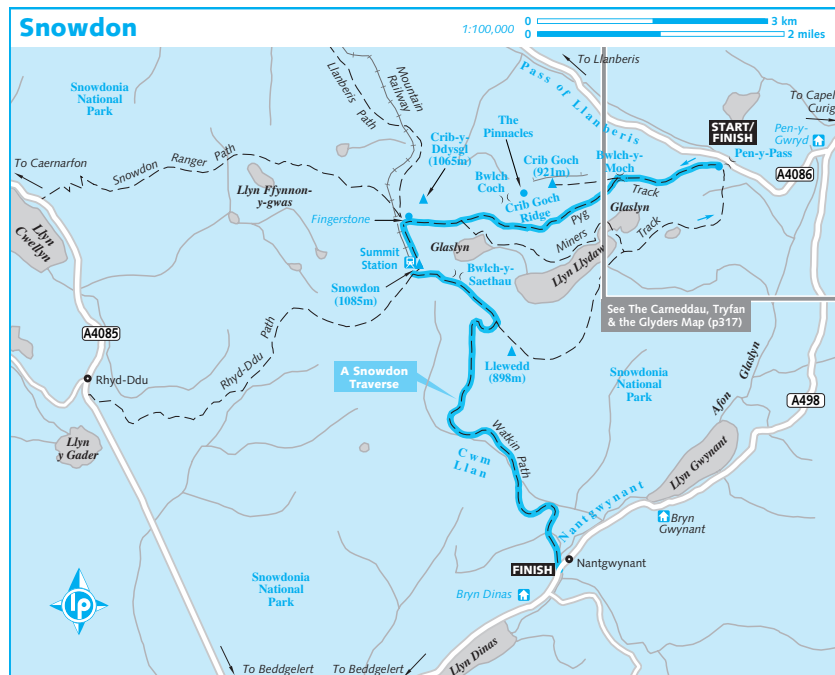 Snowdon
1:100,000
0 3 km
0 2 miles
To Llanberis
Snowdonia
National
Park
Mountain
Railway
Llanberis Path
Pass of Llanberis
To Capel
Curig
START/
FINISH
Pen-y-
Gwryd
Pen-y-Pass
A4086
The
Pinnacles
Crib-y-
Ddysgl
(1065m)
Bwlch
Coch
Crib Goch
(921m)
Bwlch-y-
Moch
To Caernarfon
Snowdon Ranger Path
Llyn Ffynnon-
y-gwas
Crib Goch
Ridge
Pyg
Track
Glaslyn
Fingerstone
Miners
Track
Llyn
Cwellyn
Summit
Station
Glaslyn
Llyn Llydaw
Bwlch-y-
Saethau
Snowdon
(1085m)
See The Carneddau, Tryfan
& the Glyders Map (p317)
A4085
Rhyd-Ddu Path
Rhyd-Ddu
A Snowdon
Traverse
Llewedd
(898m)
Snowdonia
National
Park
Afon Glaslyn
A498
Llyn
y Gader
Watkin Path
Cwm
Llan
Llyn Gwynant
Nantgwynant
Bryn
Gwynant
Nantgwynant
FINISH
Snowdonia
National
Park
Bryn Dinas
lp
Llyn Dinas
To Beddgelert
To Beddgelert